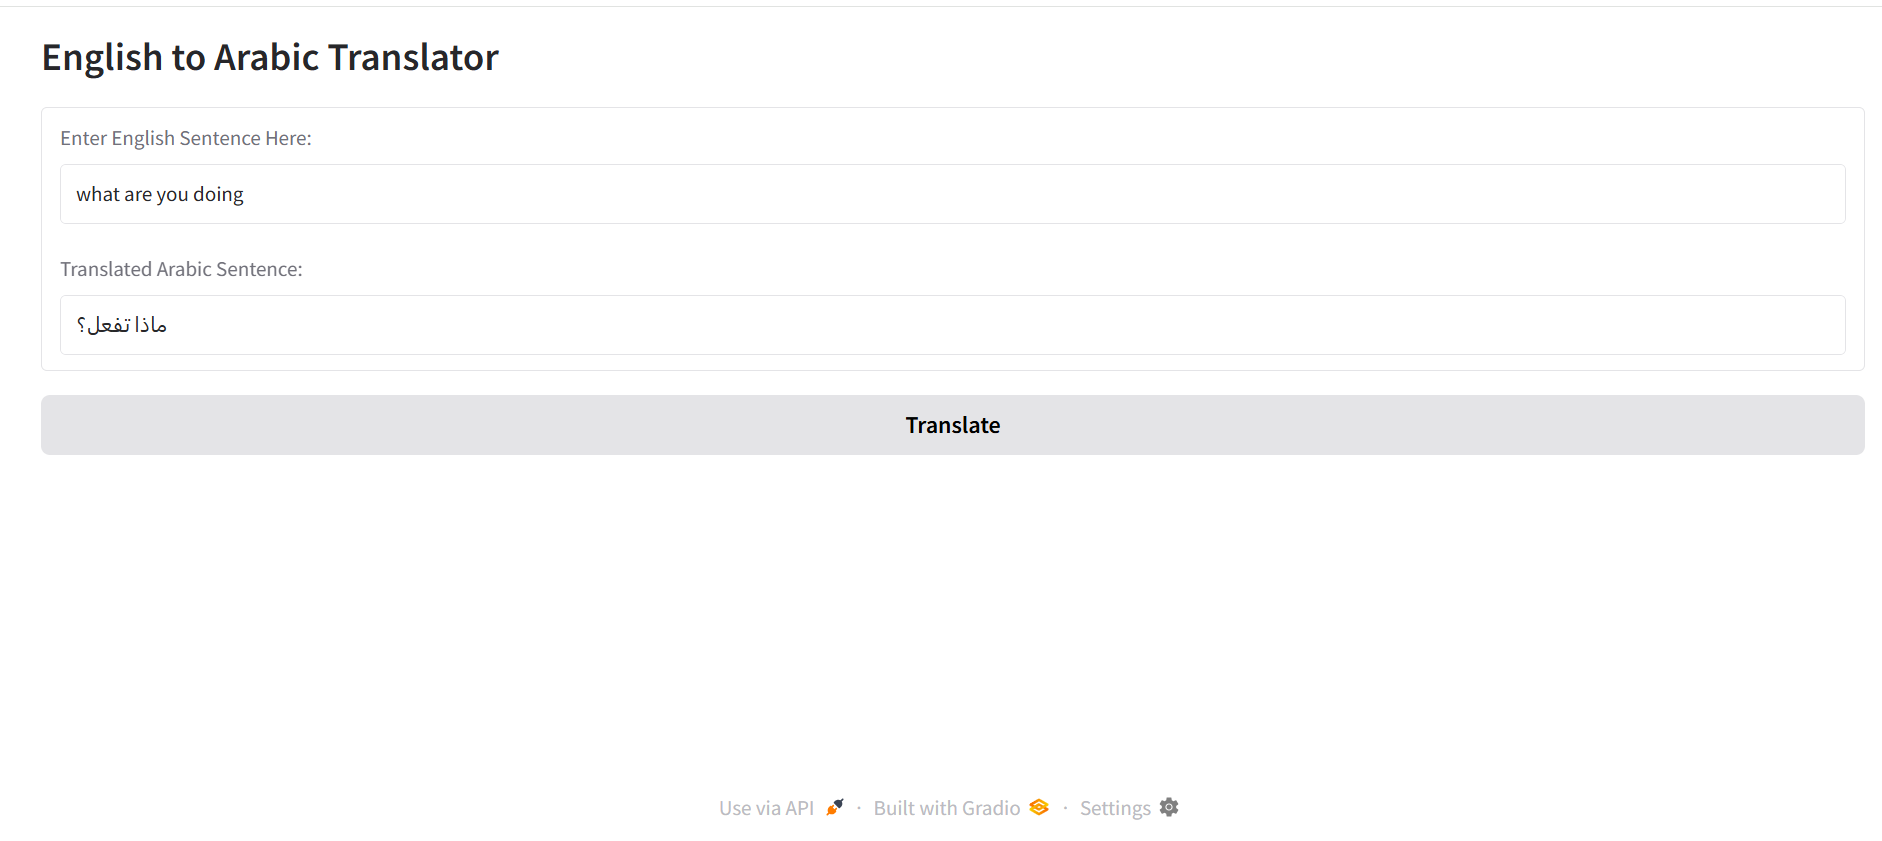 English to Arabic Translator
Enter English Sentence Here:
what are you doing
Translated Arabic Sentence:
ماذا تفعل؟
Translate
Use via API · Built with Gradio · Settings